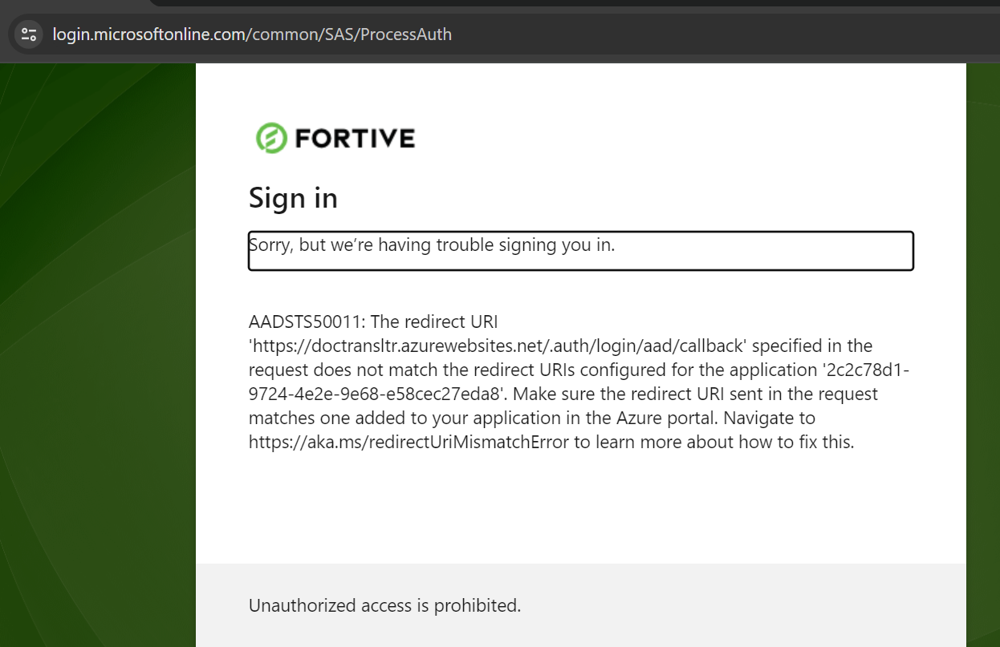 login.microsoftonline.com/common/SAS/ProcessAuth
FORTIVE
Sign in
Sorry, but we’re having trouble signing you in.
AADSTS50011: The redirect URI
'https://doctransltr.azurewebsites.net/.auth/login/aad/callback' specified in the
request does not match the redirect URIs configured for the application '2c2c78d1-
9724-4e2e-9e68-e58cec27eda8'. Make sure the redirect URI sent in the request
matches one added to your application in the Azure portal. Navigate to
https://aka.ms/redirectUriMismatchError to learn more about how to fix this.
Unauthorized access is prohibited.